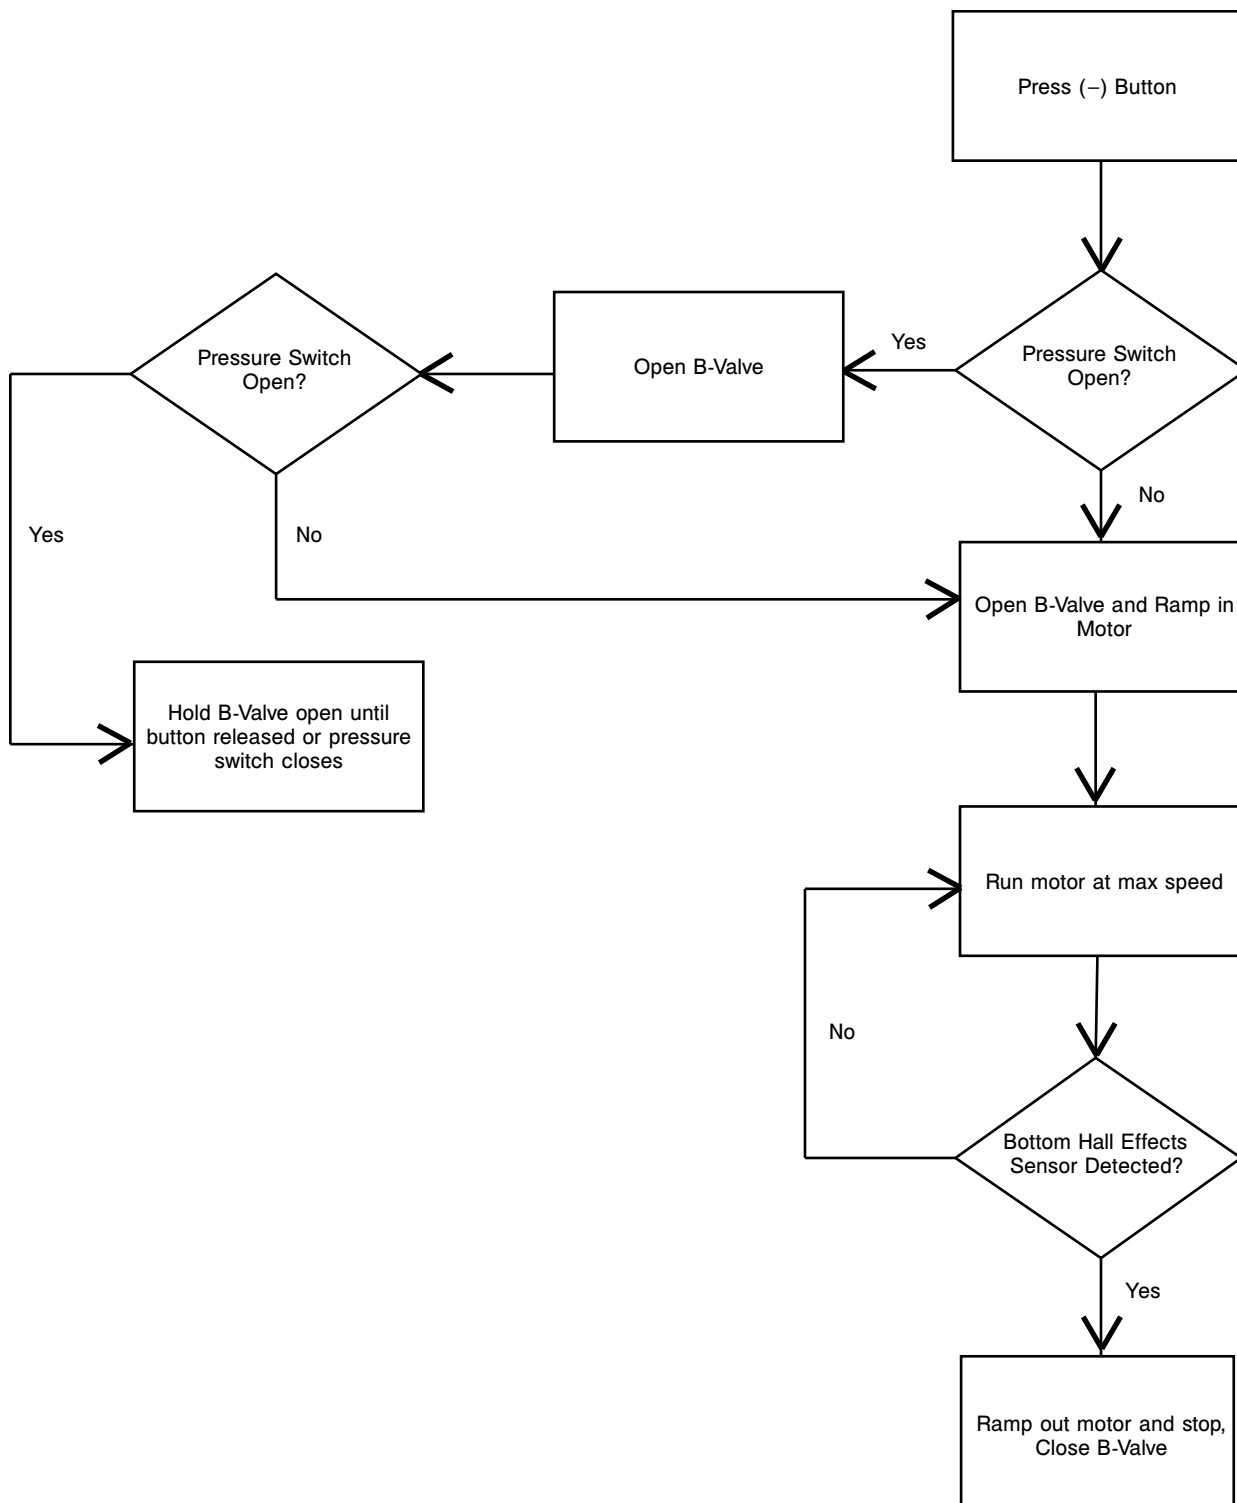 Press (–) Button
Pressure Switch
Open?
Yes
Open B-Valve
Pressure Switch
Open?
No
Yes
No
Open B-Valve and Ramp in
Motor
Hold B-Valve open until
button released or pressure
switch closes
Run motor at max speed
No
Bottom Hall Effects
Sensor Detected?
Yes
Ramp out motor and stop,
Close B-Valve